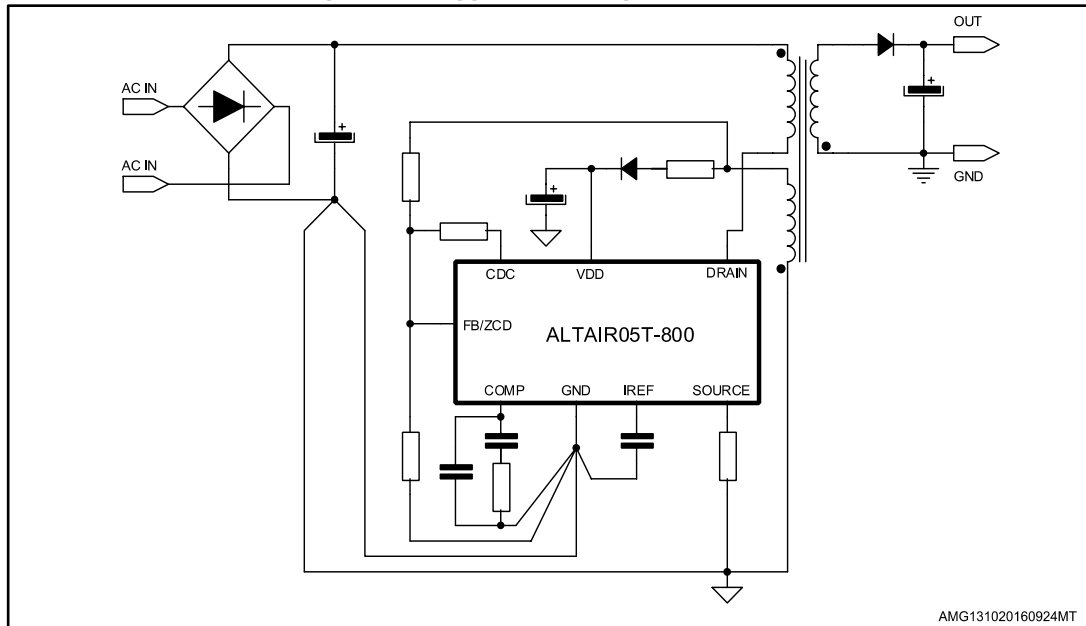 OUT
AC IN
+
+
AC IN
+
GND
CDC
VDD
DRAIN
FB/ZCD
ALTAIR05T-800
COMP
GND
IREF
SOURCE
AMG131020160924MT